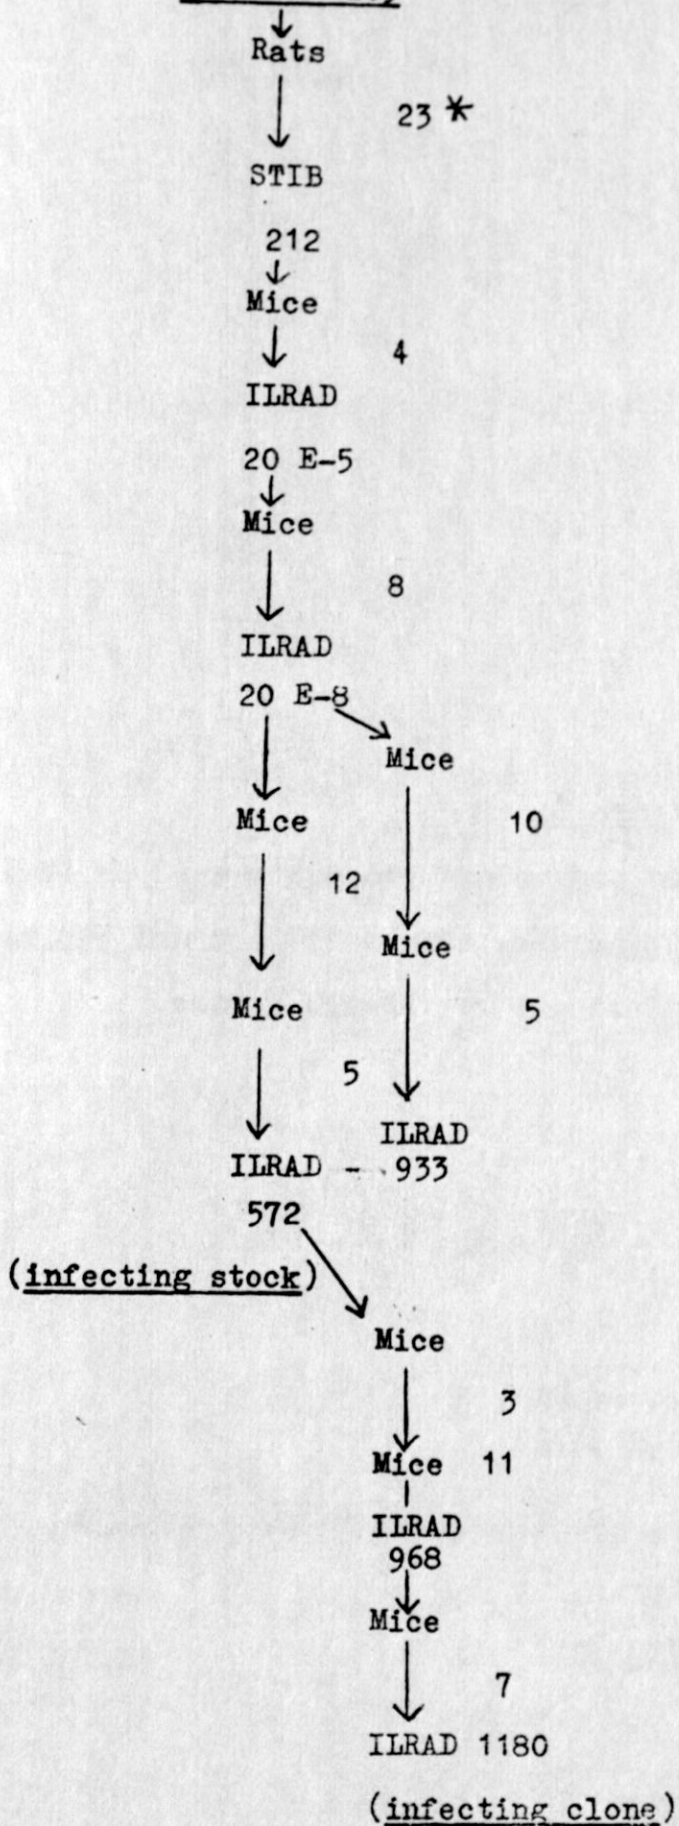 Rats
23 *
STIB
212
Mice
4
ILRAD
20 E-5
Mice
8
ILRAD
20 E-8
Mice
Mice
10
12
Mice
Mice
5
5
ILRAD
ILRAD - 933
572
(infecting stock)
Mice
3
Mice 11
ILRAD
968
Mice
7
ILRAD 1180
(infecting clone)